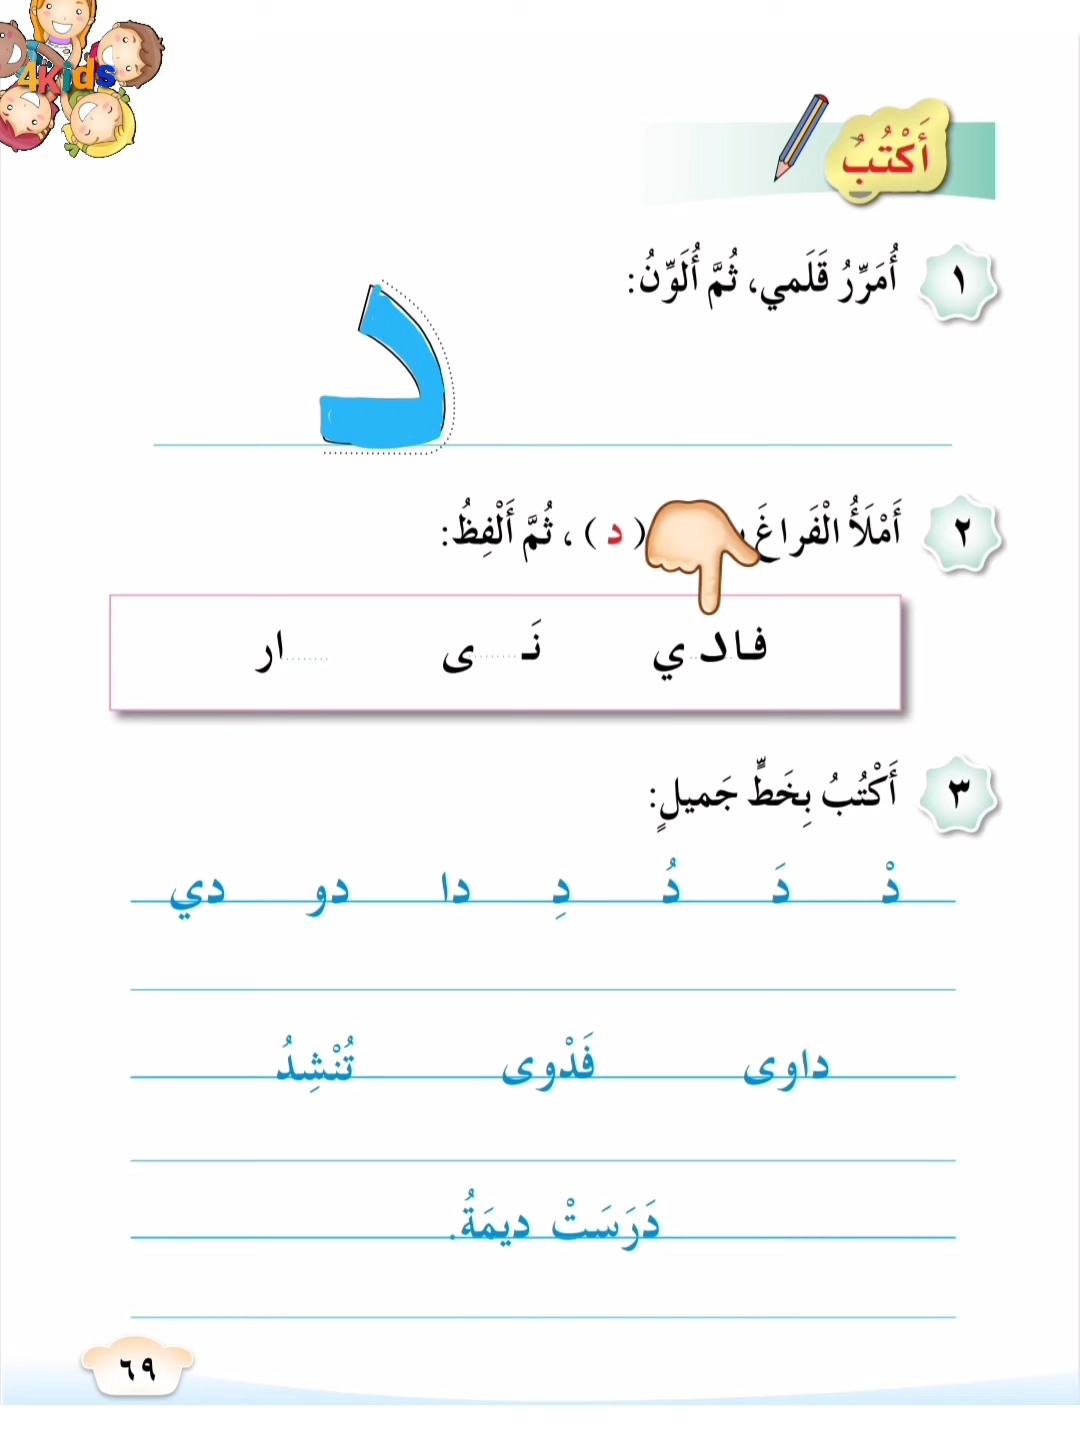 4kids
أَكْتُبُ
١ أُمَرِّرُ قَلَمي، ثُمَّ أُلَوِّنُ:
د
٢ أَمْلَأُ الْفَراغَ ( د ) ، ثُمَّ أَلْفِظُ:
فا د ي نَـ ........ ى ........ ار
٣ أَكْتُبُ بِخَطٍّ جَميلٍ:
دْ دَ دُ دِ دا دو دي
داوى فَدْوى تُنْشِدُ
دَرَسَتْ ديمَةُ.
٦٩